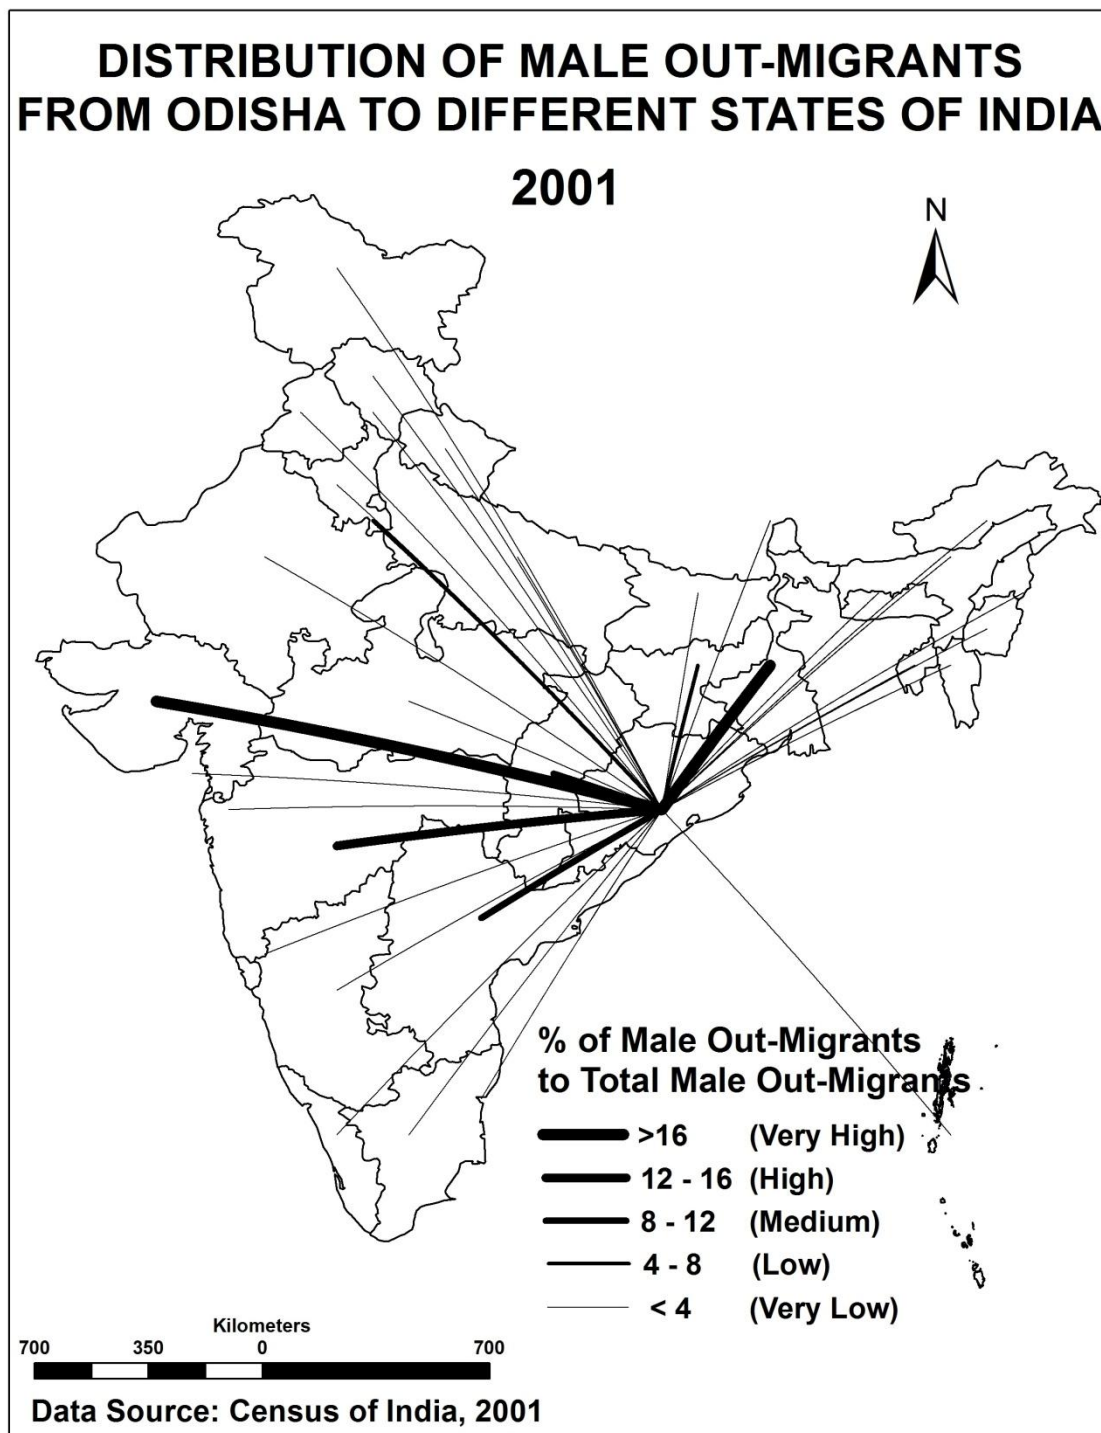 DISTRIBUTION OF MALE OUT-MIGRANTS
FROM ODISHA TO DIFFERENT STATES OF INDIA
2001
N
% of Male Out-Migrants
to Total Male Out-Migrants
>16 (Very High)
12 - 16 (High)
8 - 12 (Medium)
4 - 8 (Low)
< 4 (Very Low)
Kilometers
700 350 0 700
Data Source: Census of India, 2001